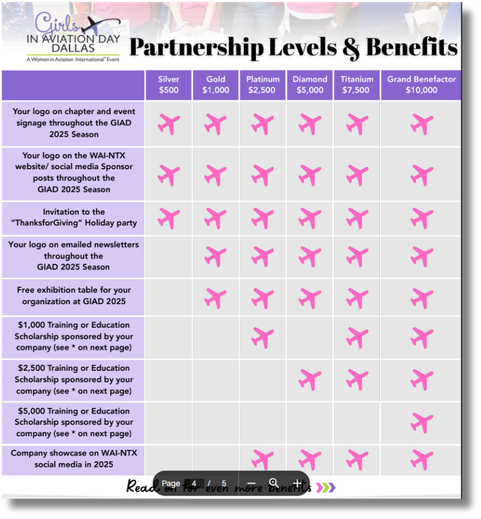 Girls
IN AVIATION DAY
DALLAS
A Women in Aviation International Event
Partnership Levels & Benefits
Silver $500
Gold $1,000
Platinum $2,500
Diamond $5,000
Titanium $7,500
Grand Benefactor $10,000
Your logo on chapter and event
signage throughout the GIAD
2025 Season
Your logo on the WAI-NTX
website/ social media Sponsor
posts throughout the
GIAD 2025 Season
Invitation to the
"ThanksforGiving" Holiday party
Your logo on emailed newsletters
throughout the
GIAD 2025 Season
Free exhibition table for your
organization at GIAD 2025
$1,000 Training or Education
Scholarship sponsored by your
company (see * on next page)
$2,500 Training or Education
Scholarship sponsored by your
company (see * on next page)
$5,000 Training or Education
Scholarship sponsored by your
company (see * on next page)
Company showcase on WAI-NTX
social media in 2025
Page 4 / 5
Read on for even more benefits